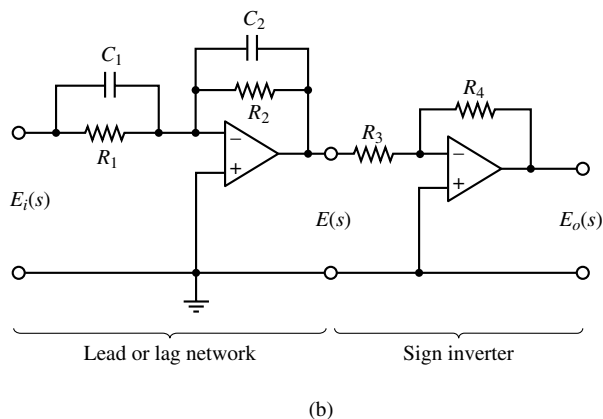 C1
C2
R1
R2
R3
R4
−
+
−
+
Ei(s)
E(s)
Eo(s)
Lead or lag network
Sign inverter
(b)